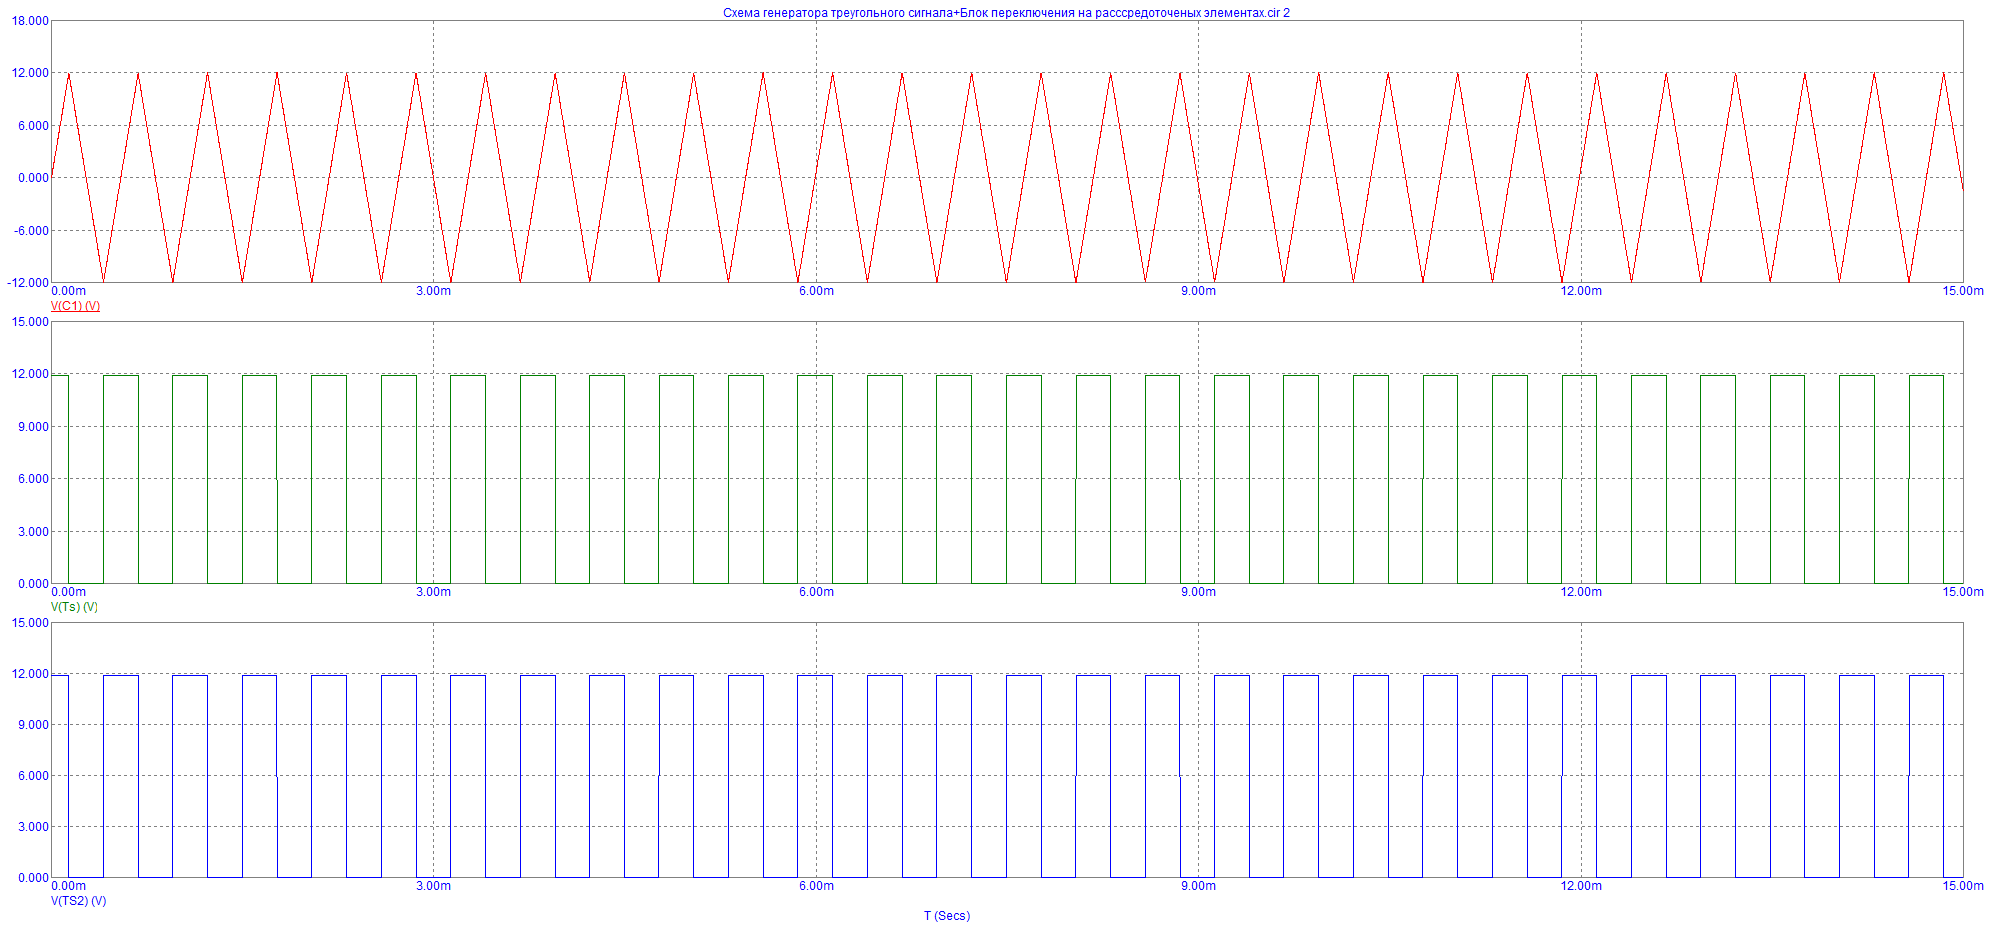 Схема генератора треугольного сигнала+Блок переключения на расссредоточеных элементах.cir 2
18.000
12.000
6.000
0.000
-6.000
-12.000
0.00m 3.00m 6.00m 9.00m 12.00m 15.00m
V(C1) (V)
15.000
12.000
9.000
6.000
3.000
0.000
0.00m 3.00m 6.00m 9.00m 12.00m 15.00m
V(Ts) (V)
15.000
12.000
9.000
6.000
3.000
0.000
0.00m 3.00m 6.00m 9.00m 12.00m 15.00m
V(TS2) (V)
T (Secs)